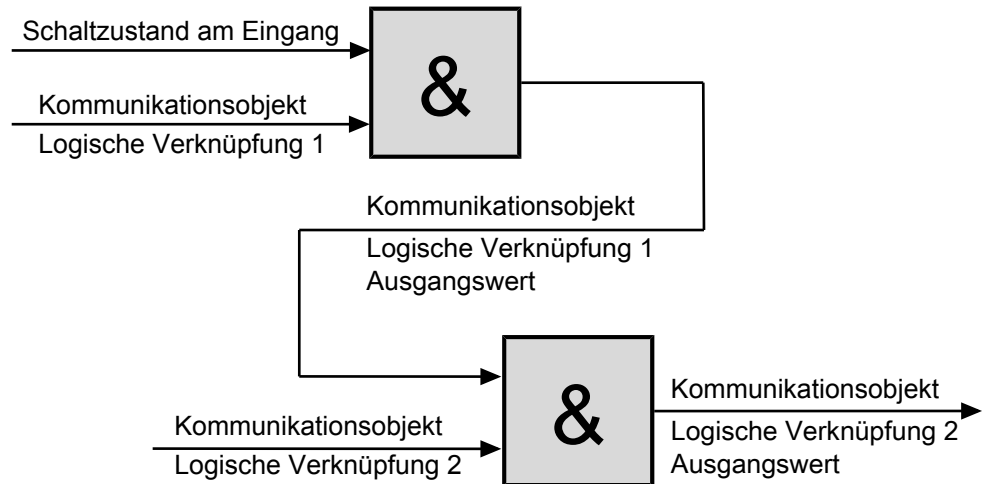 Schaltzustand am Eingang
&
Kommunikationsobjekt
Logische Verknüpfung 1
Kommunikationsobjekt
Logische Verknüpfung 1
Ausgangswert
&
Kommunikationsobjekt
Logische Verknüpfung 2
Kommunikationsobjekt
Logische Verknüpfung 2
Ausgangswert